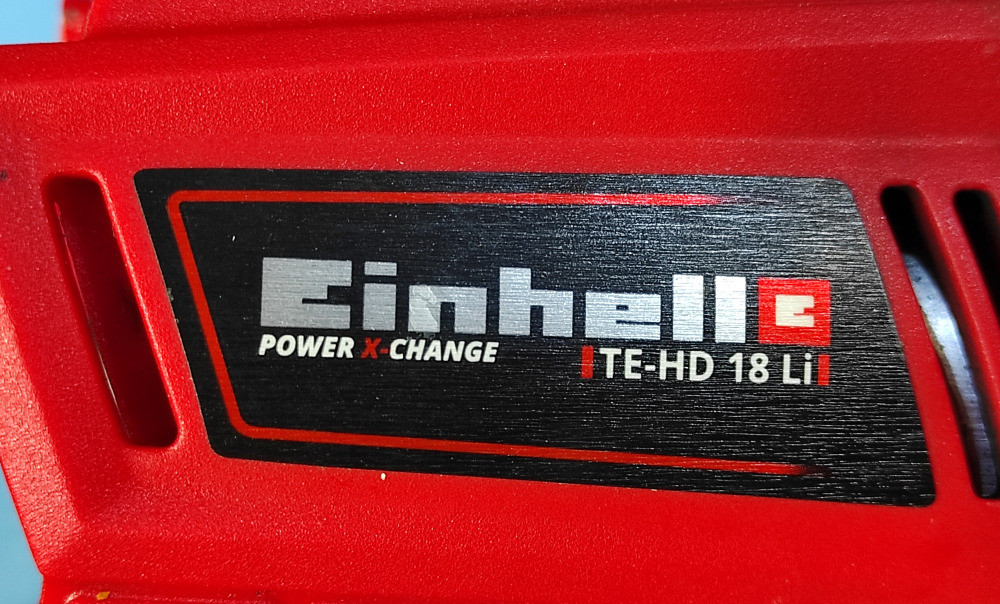 Einhell
POWER X-CHANGE
TE-HD 18 Li